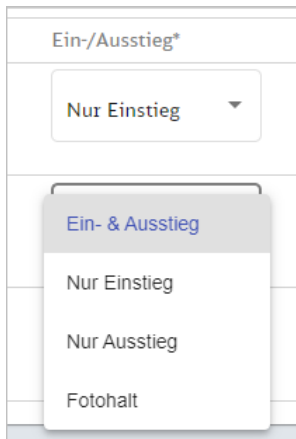 Ein-/Ausstieg*
Nur Einstieg
Ein- & Ausstieg
Nur Einstieg
Nur Ausstieg
Fotohalt